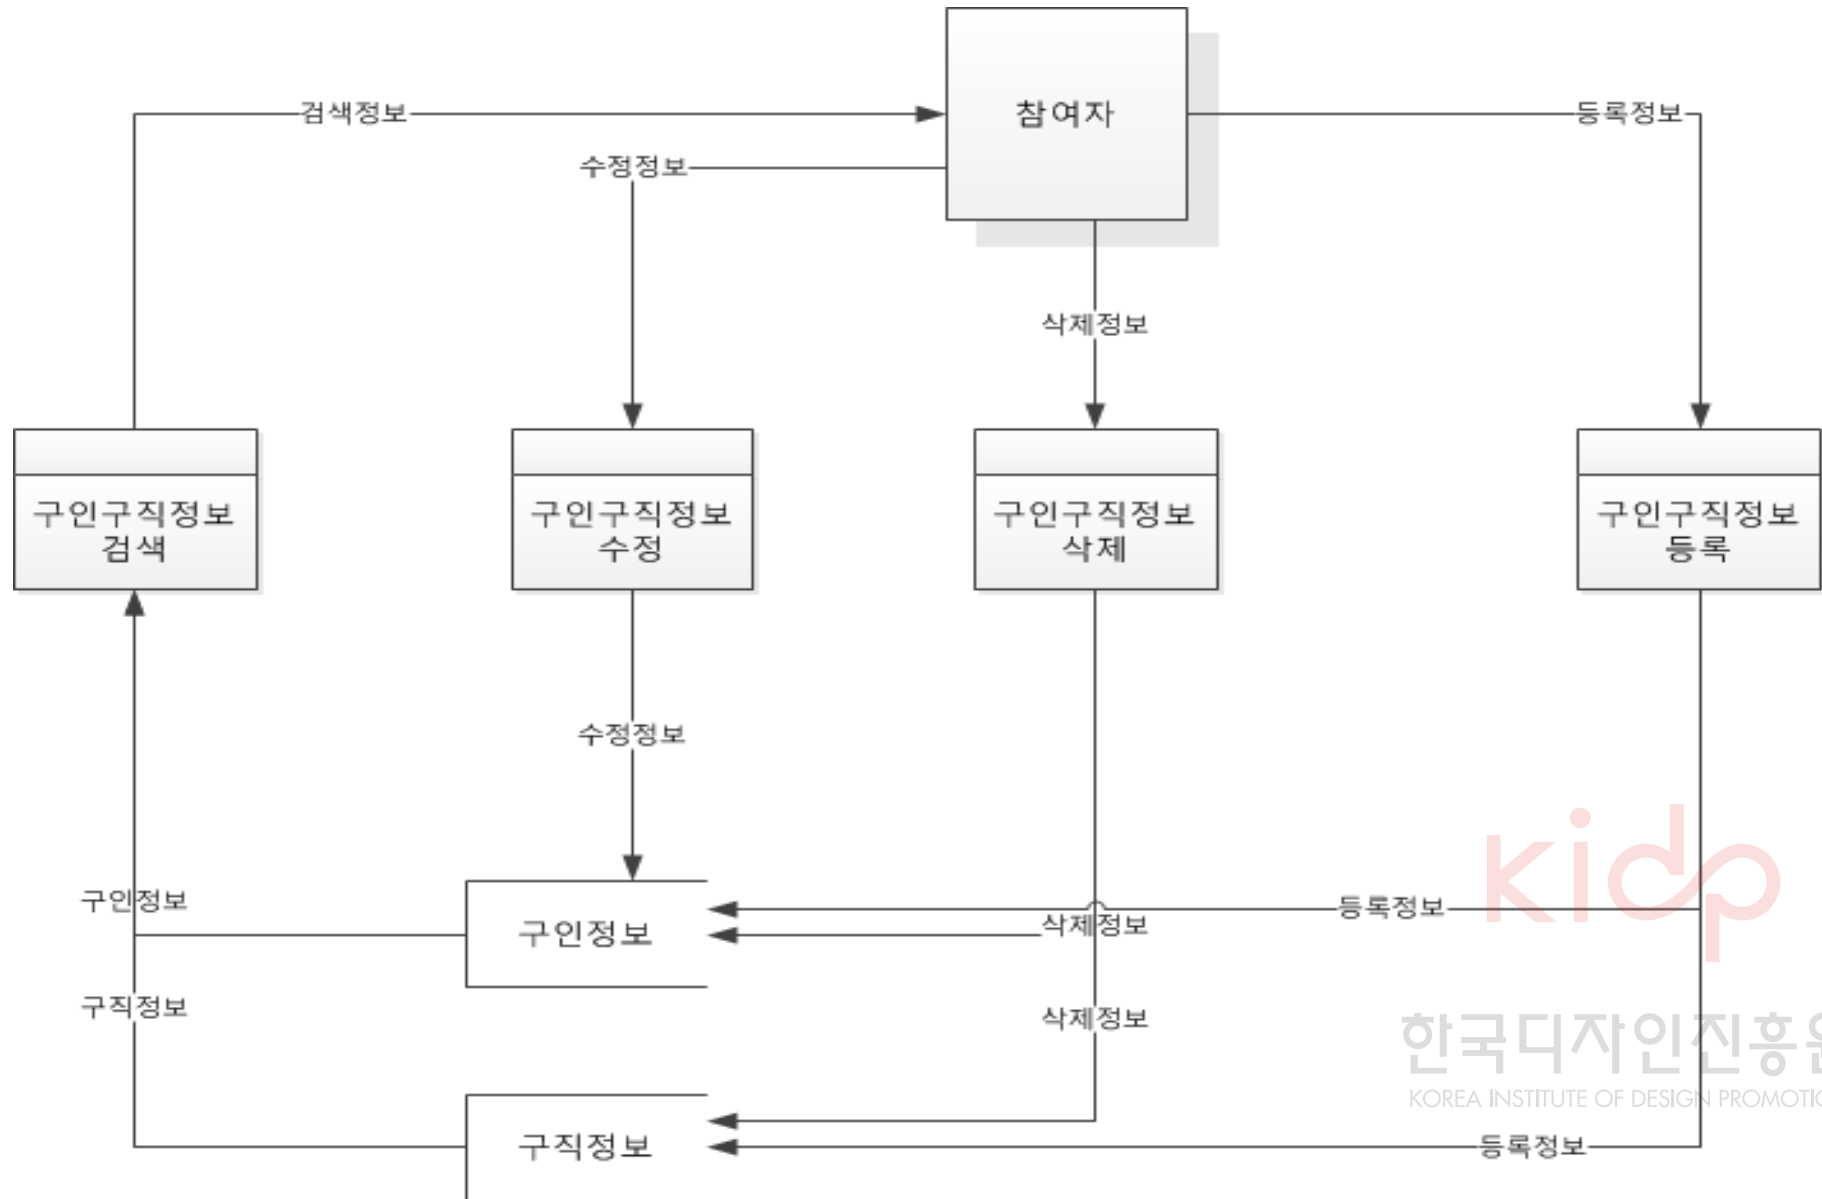 참여자
검색정보
등록정보
수정정보
삭제정보
구인구직정보
검색
구인구직정보
수정
구인구직정보
삭제
구인구직정보
등록
수정정보
구인정보
등록정보
삭제정보
구인정보
구직정보
삭제정보
구직정보
등록정보
kidp
한국디자인진흥원
KOREA INSTITUTE OF DESIGN PROMOTIO